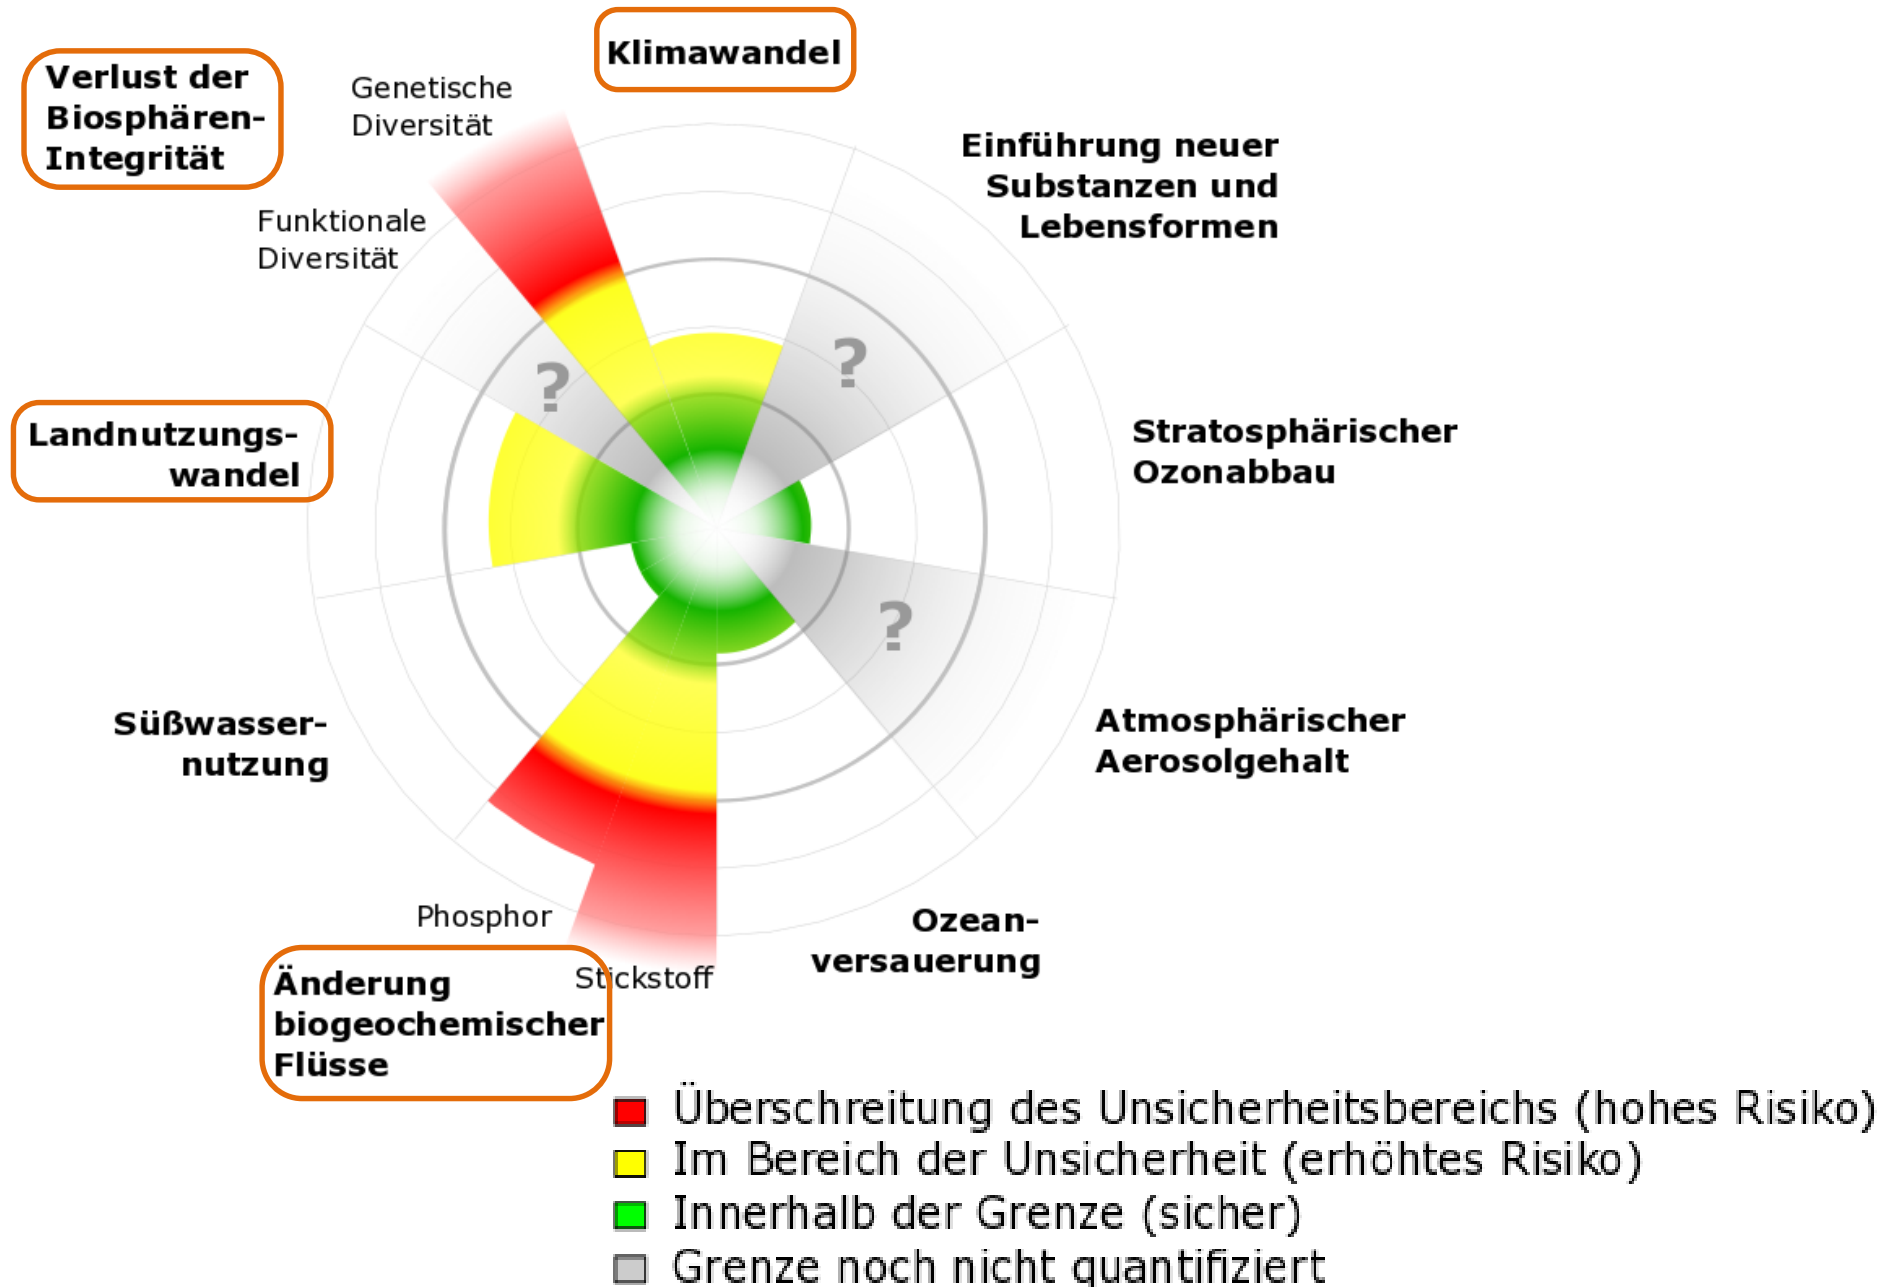 Klimawandel
Verlust der
Biosphären-
Integrität
Genetische
Diversität
Funktionale
Diversität
Einführung neuer
Substanzen und
Lebensformen
?
?
Landnutzungs-
wandel
Stratosphärischer
Ozonabbau
?
Süßwasser-
nutzung
Atmosphärischer
Aerosolgehalt
Phosphor
Stickstoff
Änderung
biogeochemischer
Flüsse
Ozean-
versauerung
Überschreitung des Unsicherheitsbereichs (hohes Risiko)
Im Bereich der Unsicherheit (erhöhtes Risiko)
Innerhalb der Grenze (sicher)
Grenze noch nicht quantifiziert